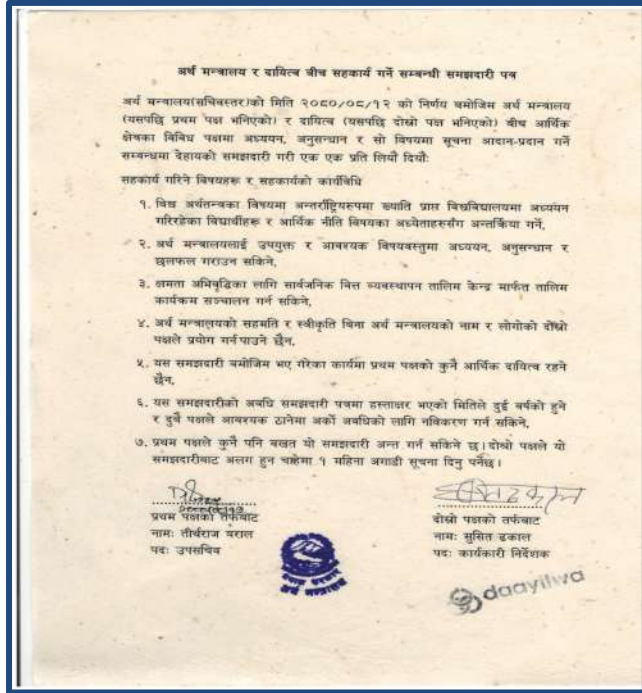 अर्थ मन्त्रालय र दायित्व बीच सहकार्य गर्ने सम्बन्धी समझदारी पत्र
अर्थ मन्त्रालय(सचिवस्तर)को मिति २०८०/०८/१२ को निर्णय बमोजिम अर्थ मन्त्रालय
(यसपछि प्रथम पक्ष भनिएको) र दायित्व (यसपछि दोस्रो पक्ष भनिएको) बीच आर्थिक
क्षेत्रका विविध पक्षमा अध्ययन, अनुसन्धान र सो विषयमा सूचना आदान-प्रदान गर्ने
सम्बन्धमा देहायको समझदारी गरी एक एक प्रति लियौं दियौंः
सहकार्य गरिने विषयहरू र सहकार्यको कार्यविधि
१. विश्व अर्थतन्त्रका विषयमा अन्तर्राष्ट्रियरुपमा ख्याति प्राप्त विश्वविद्यालयमा अध्ययन
गरिरहेका विद्यार्थीहरू र आर्थिक नीति विषयका अध्येताहरूसँग अन्तर्क्रिया गर्ने,
२. अर्थ मन्त्रालयलाई उपयुक्त र आवश्यक विषयवस्तुमा अध्ययन, अनुसन्धान र
छलफल गराउन सकिने,
३. क्षमता अभिवृद्धिका लागि सार्वजनिक वित्त व्यवस्थापन तालिम केन्द्र मार्फत तालिम
कार्यक्रम सञ्चालन गर्न सकिने,
४. अर्थ मन्त्रालयको सहमति र स्वीकृति बिना अर्थ मन्त्रालयको नाम र लोगोको दोस्रो
पक्षले प्रयोग गर्न पाउने छैन,
५. यस समझदारी बमोजिम भए गरेका कार्यमा प्रथम पक्षको कुनै आर्थिक दायित्व रहने
छैन,
६. यस समझदारीको अवधि समझदारी पत्रमा हस्ताक्षर भएको मितिले दुई वर्षको हुने
र दुवै पक्षले आवश्यक ठानेमा अर्को अवधिको लागि नविकरण गर्न सकिने,
७. प्रथम पक्षले कुनै पनि बखत यो समझदारी अन्त गर्न सकिने छ। दोश्रो पक्षले यो
समझदारीबाट अलग हुन चाहेमा १ महिना अगाडी सूचना दिनु पर्नेछ।
प्रथम पक्षको तर्फबाट
नामः तीर्थराज बराल
पदः उपसचिव
नेपाल सरकार
अर्थ मन्त्रालय
दोस्रो पक्षको तर्फबाट
नामः सुसित ढकाल
पदः कार्यकारी निर्देशक
daayitwa